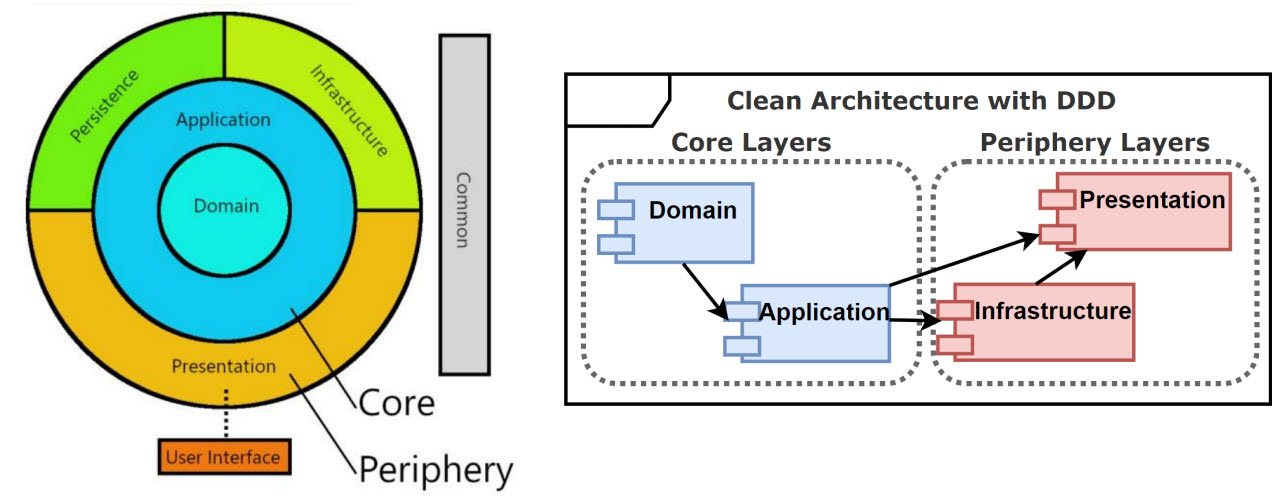 Persistence
Infrastructure
Application
Domain
Presentation
User Interface
Core
Periphery
Common
Clean Architecture with DDD
Core Layers
Periphery Layers
Domain
Application
Presentation
Infrastructure